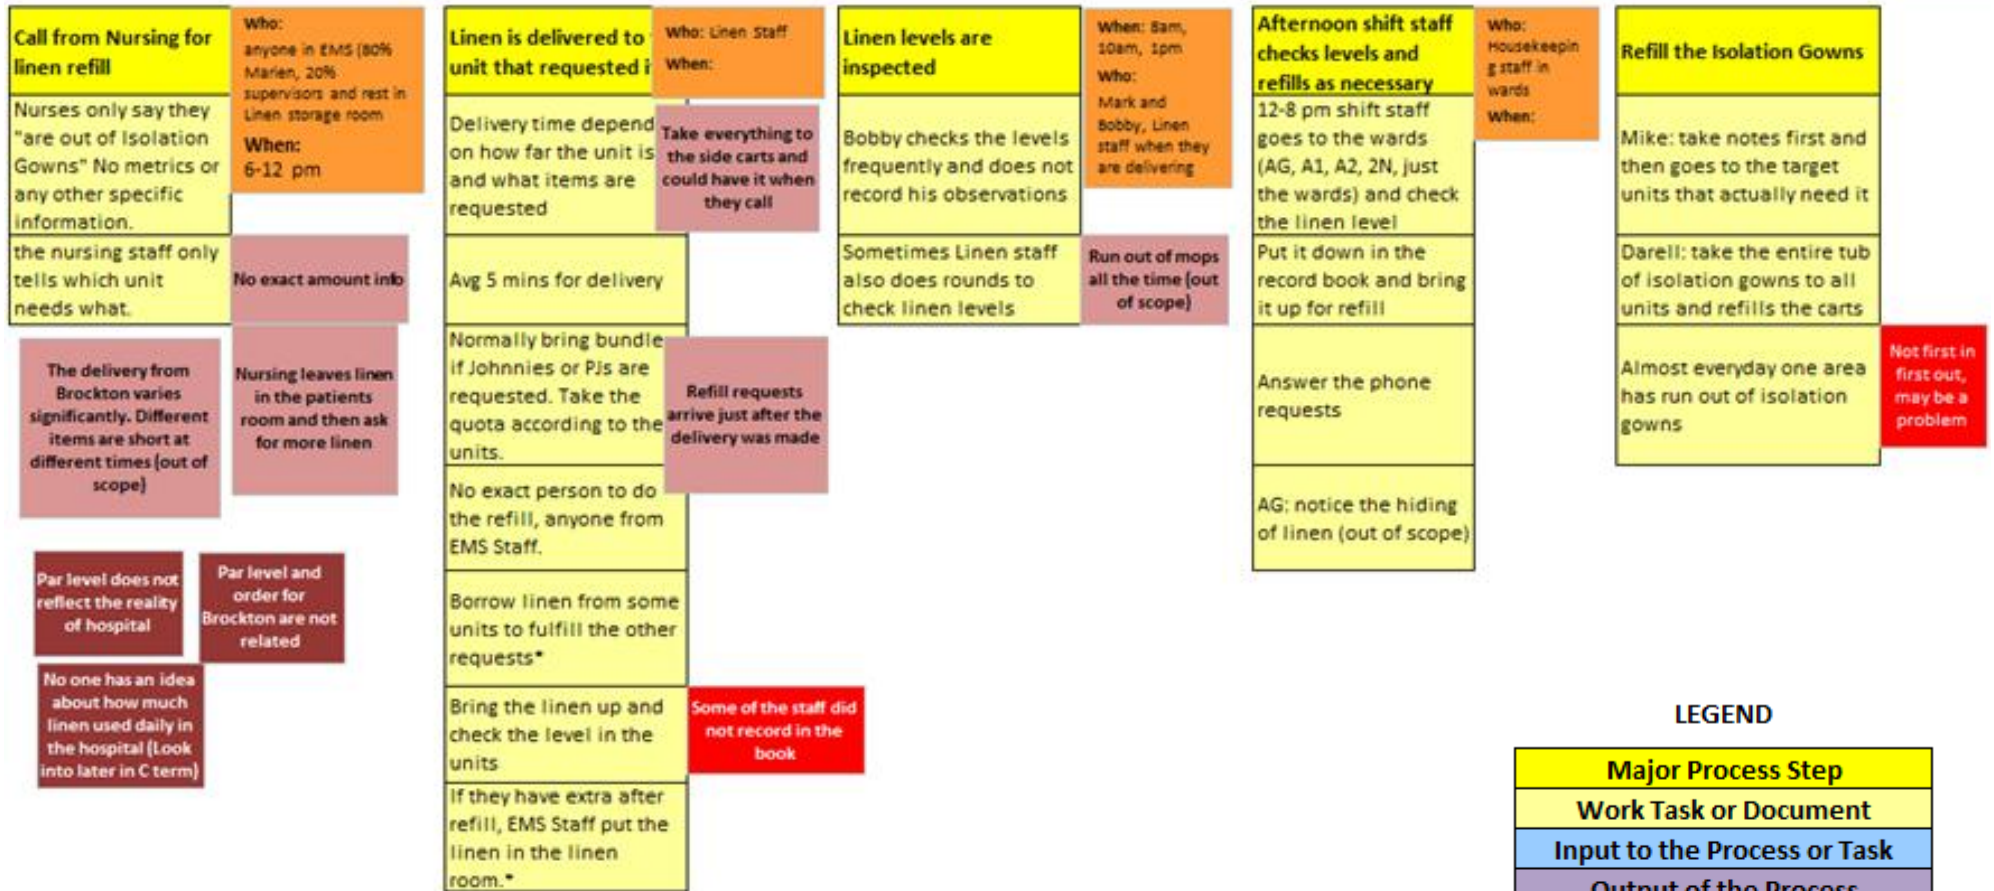 Call from Nursing for
linen refill
Nurses only say they
"are out of Isolation
Gowns" No metrics or
any other specific
information.
the nursing staff only
tells which unit
needs what.
Who:
anyone in EMS (80%
Marien, 20%
supervisors and rest in
Linen storage room
When:
6-12 pm
No exact amount info
The delivery from
Brockton varies
significantly. Different
items are short at
different times (out of
scope)
Nursing leaves linen
in the patients
room and then ask
for more linen
Par level does not
reflect the reality
of hospital
Par level and
order for
Brockton are not
related
No one has an idea
about how much
linen used daily in
the hospital (Look
into later in C term)
Linen is delivered to
unit that requested i
Delivery time depend
on how far the unit is
and what items are
requested
Avg 5 mins for delivery
Normally bring bundle
if Johnnies or PJs are
requested. Take the
quota according to the
units.
No exact person to do
the refill, anyone from
EMS Staff.
Borrow linen from some
units to fulfill the other
requests*
Bring the linen up and
check the level in the
units
If they have extra after
refill, EMS Staff put the
linen in the linen
room.*
Who: Linen Staff
When:
Take everything to
the side carts and
could have it when
they call
Refill requests
arrive just after the
delivery was made
Some of the staff did
not record in the
book
Linen levels are
inspected
Bobby checks the levels
frequently and does not
record his observations
Sometimes Linen staff
also does rounds to
check linen levels
When: 8am,
10am, 1pm
Who:
Mark and
Bobby, Linen
staff when they
are delivering
Run out of mops
all the time (out
of scope)
Afternoon shift staff
checks levels and
refills as necessary
12-8 pm shift staff
goes to the wards
(AG, A1, A2, 2N, just
the wards) and check
the linen level
Put it down in the
record book and bring
it up for refill
Answer the phone
requests
AG: notice the hiding
of linen (out of scope)
Who:
Housekeepin
g staff in
wards
When:
Refill the Isolation Gowns
Mike: take notes first and
then goes to the target
units that actually need it
Darell: take the entire tub
of isolation gowns to all
units and refills the carts
Almost everyday one area
has run out of isolation
gowns
Not first in
first out,
may be a
problem
LEGEND
Major Process Step
Work Task or Document
Input to the Process or Task
Output of the Process